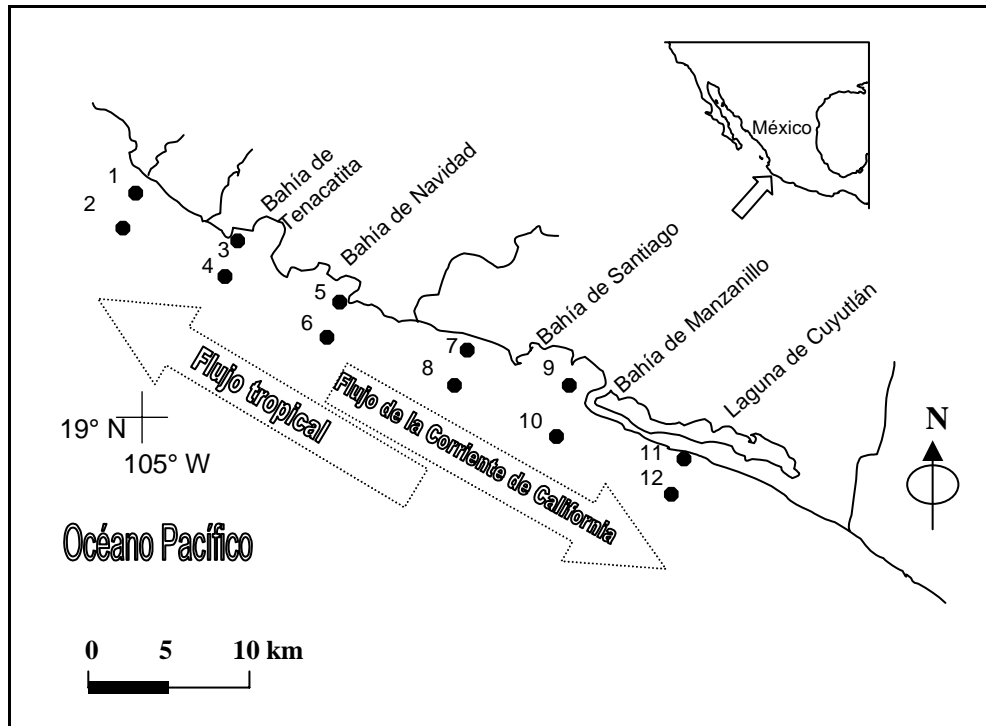 México
Bahía de
Tenacatita
Bahía de Navidad
Bahía de Santiago
Bahía de Manzanillo
Laguna de Cuyutlán
1
2
3
4
5
6
7
8
9
10
11
12
Flujo tropical
Flujo de la Corriente de California
19° N
105° W
N
Océano Pacífico
0 5 10 km